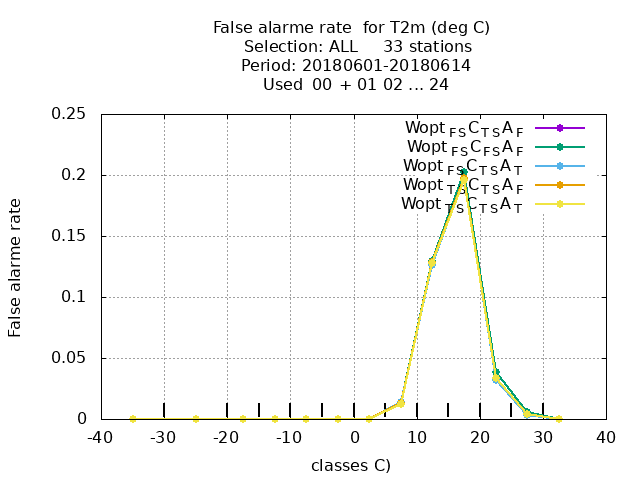 False alarme rate  for T2m (deg C)
Selection: ALL     33 stations
Period: 20180601-20180614
Used  00 + 01 02 ... 24
0.25
0.2
0.15
0.1
0.05
0
False alarme rate
Wopt FS C TS A F
Wopt FS C FS A F
Wopt FS C TS A T
Wopt TS C TS A F
Wopt TS C TS A T
-40 -30 -20 -10 0 10 20 30 40
classes C)